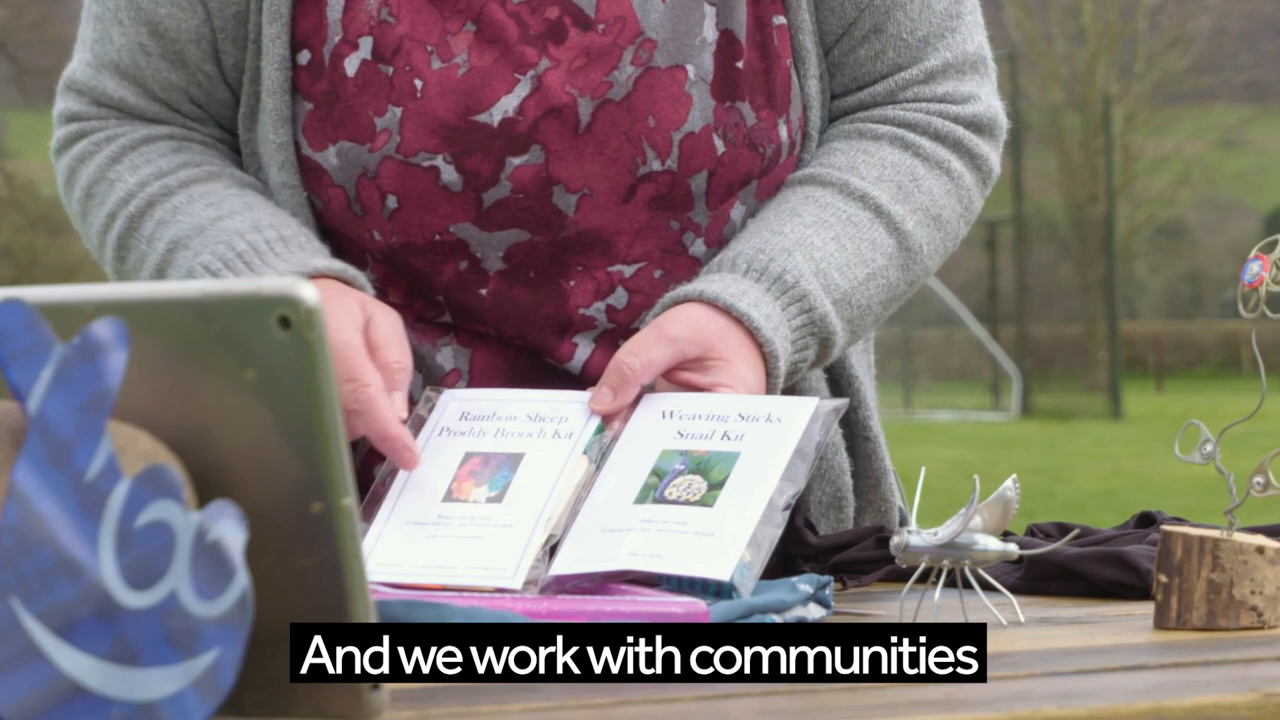 Rainbow Sheep
Proddy Brooch Kit
Weaving Sticks
Snail Kit
And we work with communities